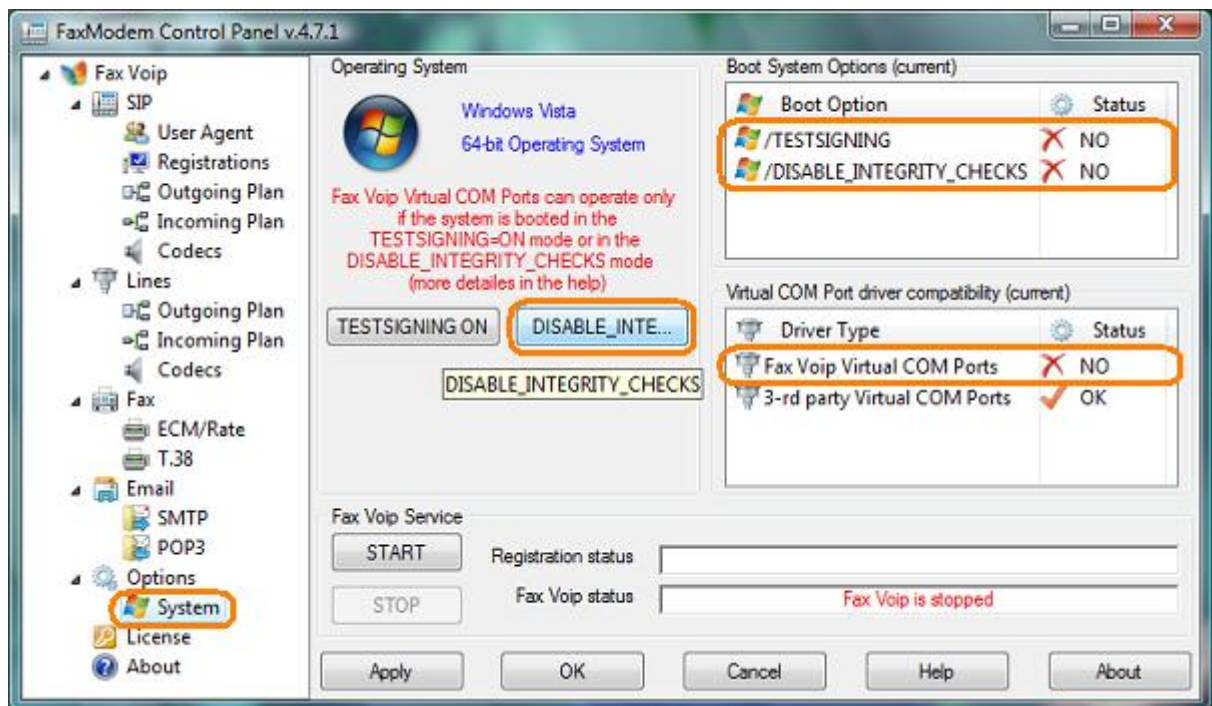 FaxModem Control Panel v.4.7.1
Fax Voip
SIP
User Agent
Registrations
Outgoing Plan
Incoming Plan
Codecs
Lines
Outgoing Plan
Incoming Plan
Codecs
Fax
ECM/Rate
T.38
Email
SMTP
POP3
Options
System
License
About
Operating System
Windows Vista
64-bit Operating System
Fax Voip Virtual COM Ports can operate only
if the system is booted in the
TESTSIGNING=ON mode or in the
DISABLE_INTEGRITY_CHECKS mode
(more detailes in the help)
TESTSIGNING ON
DISABLE_INTE...
DISABLE_INTEGRITY_CHECKS
Boot System Options (current)
Boot Option Status
/TESTSIGNING NO
/DISABLE_INTEGRITY_CHECKS NO
Virtual COM Port driver compatibility (current)
Driver Type Status
Fax Voip Virtual COM Ports NO
3-rd party Virtual COM Ports OK
Fax Voip Service
START
Registration status
STOP
Fax Voip status Fax Voip is stopped
Apply OK Cancel Help About